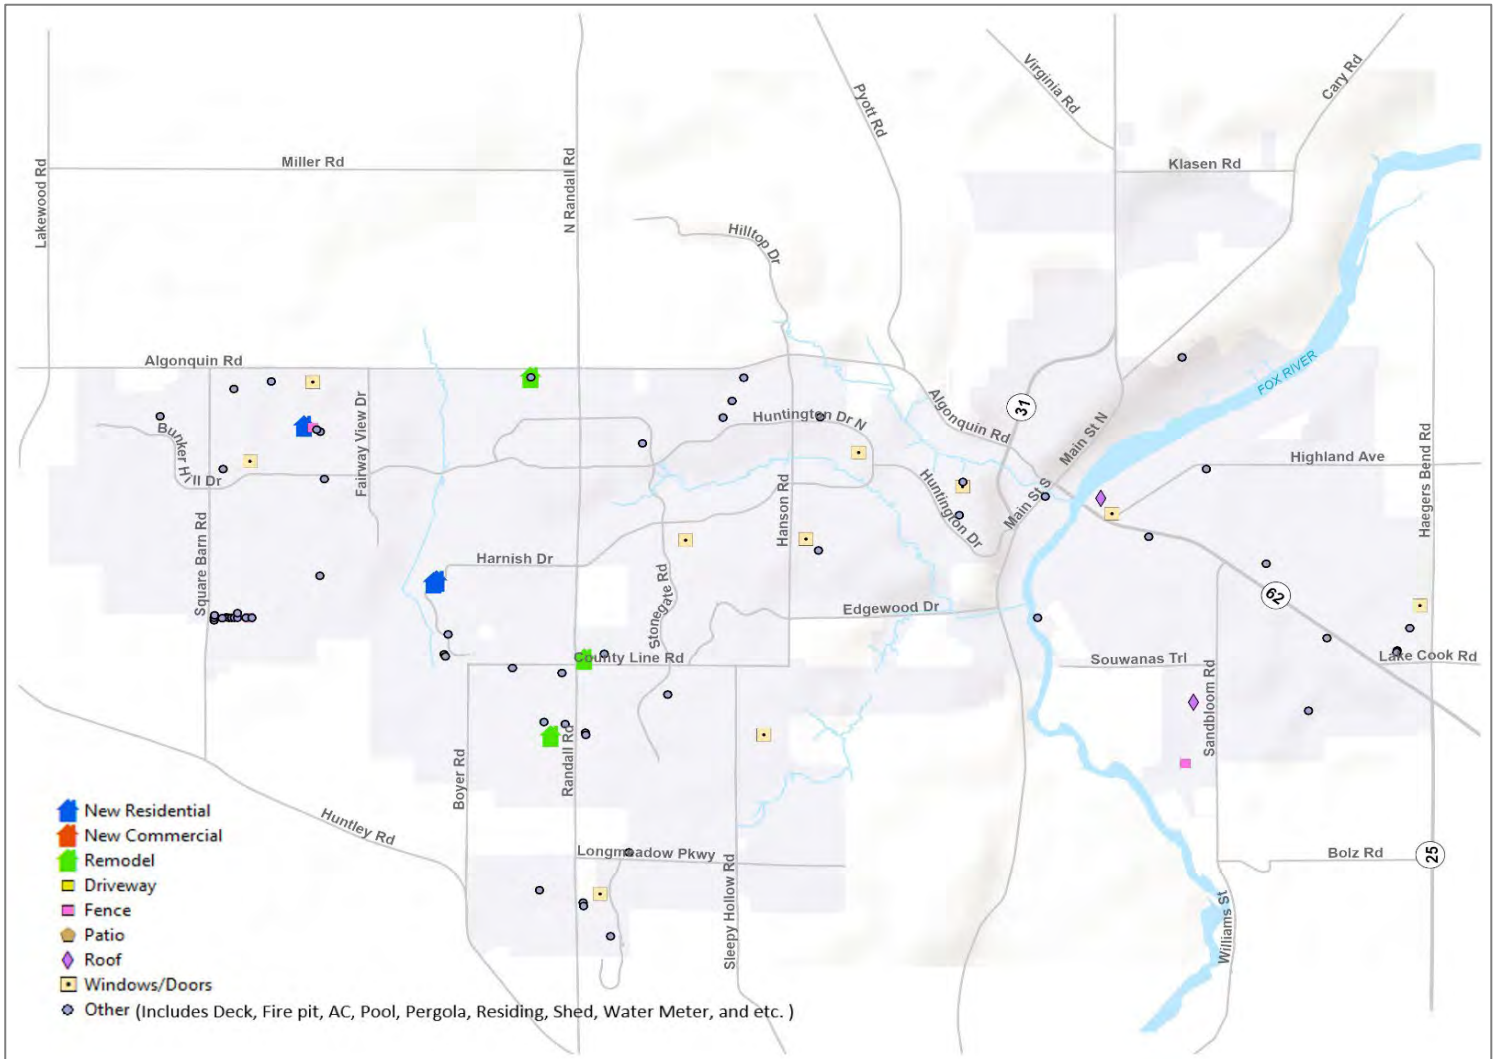 Virginia Rd
Cary Rd
Pyott Rd
Lakewood Rd
Miller Rd
N Randall Rd
Klasen Rd
Hilltop Dr
Algonquin Rd
FOX RIVER
Fairway View Dr
Bunker Hill Dr
Huntington Dr N
Algonquin Rd
31
Main St N
Highland Ave
Haegers Bend Rd
Huntington Dr
Main St S
Hanson Rd
Square Barn Rd
Harnish Dr
Stonegate Rd
Edgewood Dr
62
County Line Rd
Souwanas Trl
Lake Cook Rd
Sandbloom Rd
Boyer Rd
Randall Rd
Huntley Rd
Longmeadow Pkwy
Sleepy Hollow Rd
Bolz Rd
25
Williams St
New Residential
New Commercial
Remodel
Driveway
Fence
Patio
Roof
Windows/Doors
Other (Includes Deck, Fire pit, AC, Pool, Pergola, Residing, Shed, Water Meter, and etc. )